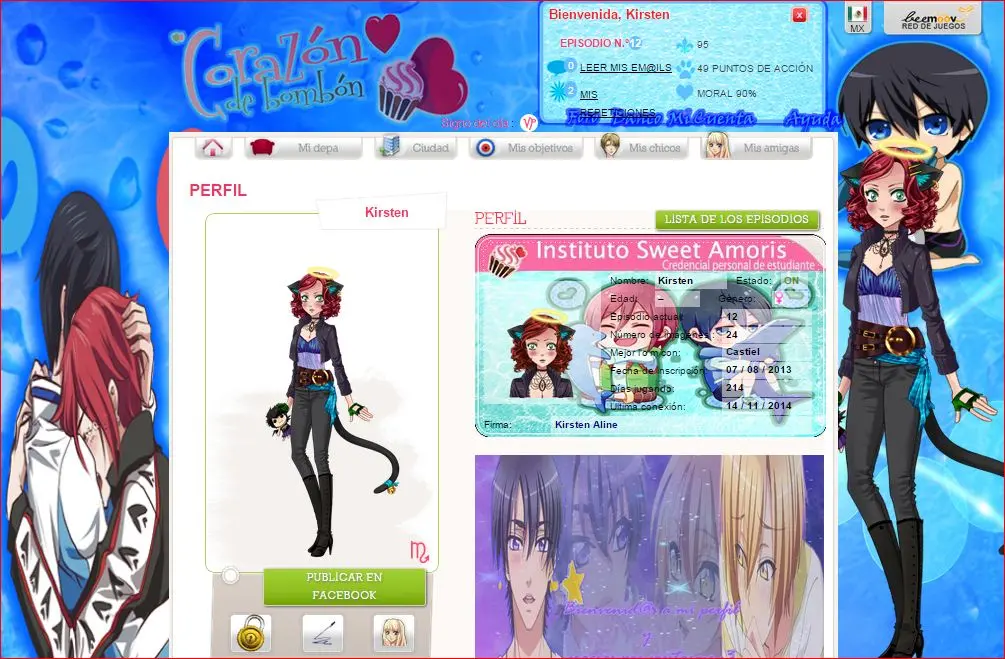 Corazón
de bombón
Bienvenida, Kirsten
EPISODIO N.°12
95
0 LEER MIS EM@ILS
49 PUNTOS DE ACCIÓN
2 MIS
REPETICIONES
MORAL 90%
MX
beemoov
RED DE JUEGOS
Signo del día:
Foro Banco Mi Cuenta Ayuda
Mi depa
Ciudad
Mis objetivos
Mis chicos
Mis amigas
PERFIL
Kirsten
PERFIL
LISTA DE LOS EPISODIOS
Instituto Sweet Amoris
Credencial personal de estudiante
Nombre: Kirsten Estado: ON
Edad: – Género:
Episodio actual: 12
Número de imágenes: 24
Mejor rom con: Castiel
Fecha de inscripción: 07 / 08 / 2013
Días jugando: 214
Última conexión: 14 / 11 / 2014
Firma: Kirsten Aline
PUBLICAR EN
FACEBOOK
Bienvenid@s a mi perfil
y